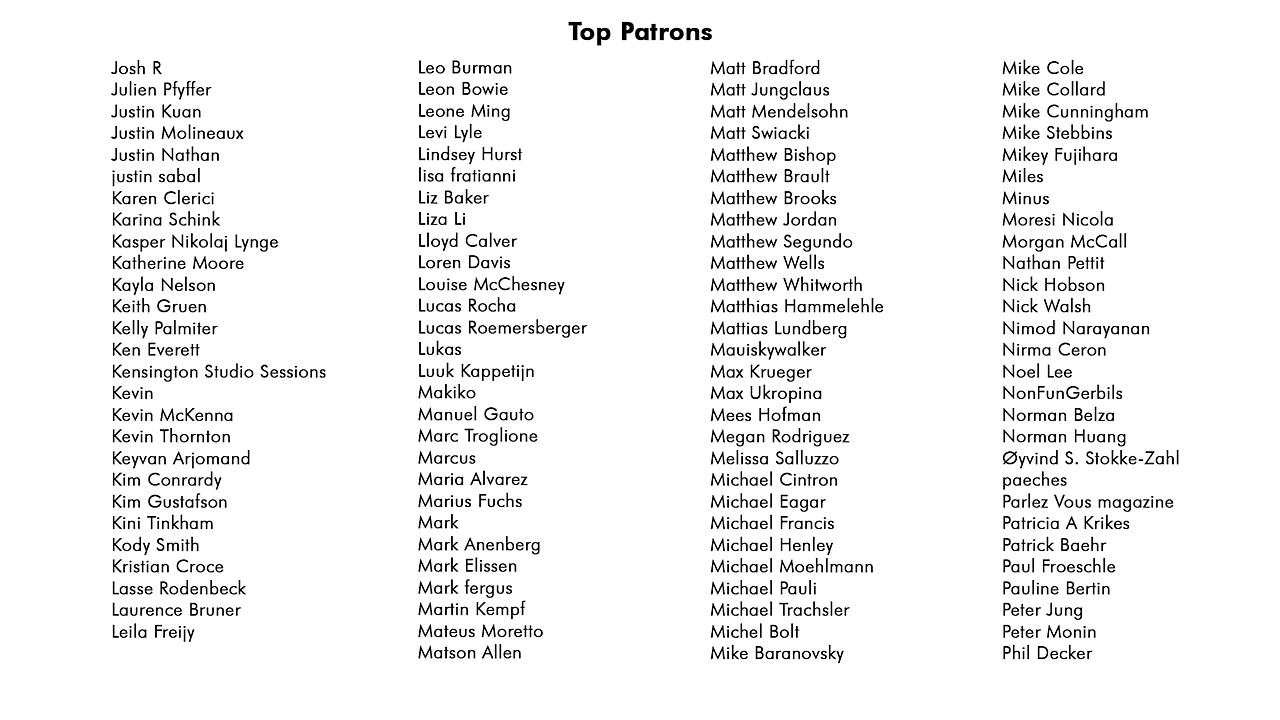 Top Patrons
Josh R
Julien Pfyffer
Justin Kuan
Justin Molineaux
Justin Nathan
justin sabal
Karen Clerici
Karina Schink
Kasper Nikolaj Lynge
Katherine Moore
Kayla Nelson
Keith Gruen
Kelly Palmiter
Ken Everett
Kensington Studio Sessions
Kevin
Kevin McKenna
Kevin Thornton
Keyvan Arjomand
Kim Conrardy
Kim Gustafson
Kini Tinkham
Kody Smith
Kristian Croce
Lasse Rodenbeck
Laurence Bruner
Leila Freijy
Leo Burman
Leon Bowie
Leone Ming
Levi Lyle
Lindsey Hurst
lisa fratianni
Liz Baker
Liza Li
Lloyd Calver
Loren Davis
Louise McChesney
Lucas Rocha
Lucas Roemersberger
Lukas
Luuk Kappetijn
Makiko
Manuel Gauto
Marc Troglione
Marcus
Maria Alvarez
Marius Fuchs
Mark
Mark Anenberg
Mark Elissen
Mark fergus
Martin Kempf
Mateus Moretto
Matson Allen
Matt Bradford
Matt Jungclaus
Matt Mendelsohn
Matt Swiacki
Matthew Bishop
Matthew Brault
Matthew Brooks
Matthew Jordan
Matthew Segundo
Matthew Wells
Matthew Whitworth
Matthias Hammelehle
Mattias Lundberg
Mauiskywalker
Max Krueger
Max Ukropina
Mees Hofman
Megan Rodriguez
Melissa Salluzzo
Michael Cintron
Michael Eagar
Michael Francis
Michael Henley
Michael Moehlmann
Michael Pauli
Michael Trachsler
Michel Bolt
Mike Baranovsky
Mike Cole
Mike Collard
Mike Cunningham
Mike Stebbins
Mikey Fujihara
Miles
Minus
Moresi Nicola
Morgan McCall
Nathan Pettit
Nick Hobson
Nick Walsh
Nimod Narayanan
Nirma Ceron
Noel Lee
NonFunGerbils
Norman Belza
Norman Huang
Øyvind S. Stokke-Zahl
paeches
Parlez Vous magazine
Patricia A Krikes
Patrick Baehr
Paul Froeschle
Pauline Bertin
Peter Jung
Peter Monin
Phil Decker